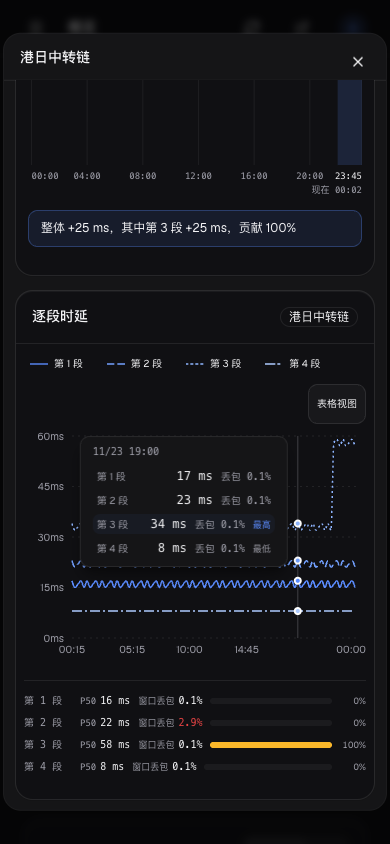 港日中转链 ×
00:00 04:00 08:00 12:00 16:00 20:00 23:45
现在 00:02
整体 +25 ms，其中第 3 段 +25 ms，贡献 100%
逐段时延 港日中转链
第 1 段 第 2 段 第 3 段 第 4 段
表格视图
60ms
11/23 19:00
第 1 段 17 ms 丢包 0.1%
45ms
第 2 段 23 ms 丢包 0.1%
第 3 段 34 ms 丢包 0.1% 最高
30ms
第 4 段 8 ms 丢包 0.1% 最低
15ms
0ms
00:15 05:15 10:00 14:45 00:00
第 1 段 P50 16 ms 窗口丢包 0.1% 0%
第 2 段 P50 22 ms 窗口丢包 2.9% 0%
第 3 段 P50 58 ms 窗口丢包 0.1% 100%
第 4 段 P50 8 ms 窗口丢包 0.1% 0%